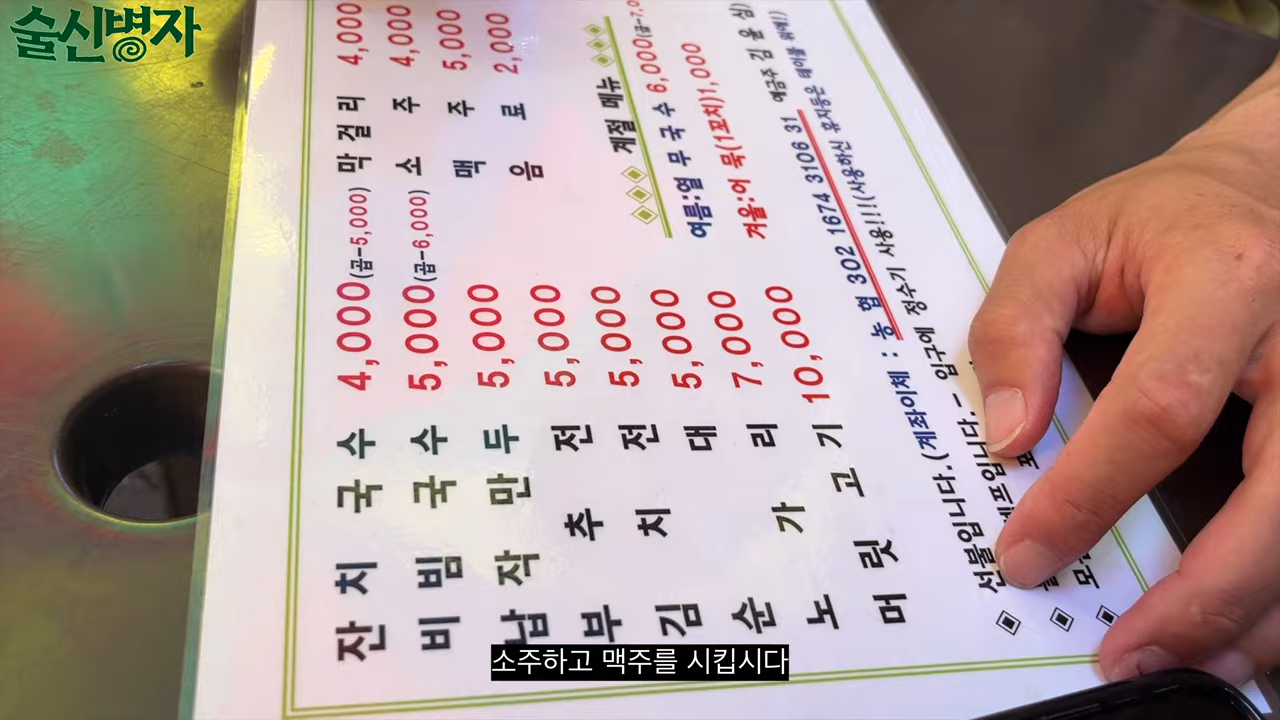 술신병자
잔치국수 4,000(곱-5,000)
비빔국수 5,000(곱-6,000)
납작만두 5,000
부추전 5,000
김치전 5,000
순대 5,000
노가리 7,000
머릿고기 10,000
막걸리 4,000
소주 4,000
맥주 5,000
음료 2,000
계절 메뉴
여름:열무국수 6,000(곱-7,0
겨울:어묵(1꼬치)1,000
선불입니다.(계좌이체 : 농협 302 1674 3106 31 예금주 김율심)
셀프입니다.- 입구에 정수기 사용!!!(사용하신 휴지등은 테이블 위에!)
모
포
소주하고 맥주를 시킵시다